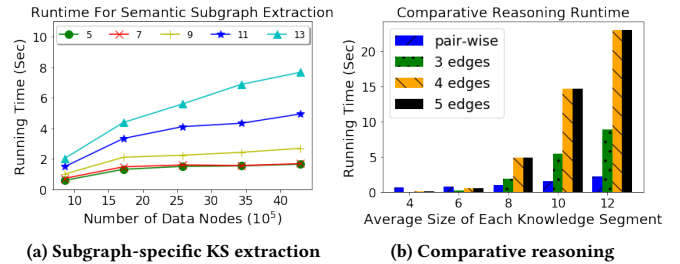 Runtime For Semantic Subgraph Extraction
5 7 9 11 13
Running Time (Sec)
10
8
6
4
2
0
10 15 20 25 30 35 40
Number of Data Nodes (10⁵)
(a) Subgraph-specific KS extraction
Comparative Reasoning Runtime
pair-wise
3 edges
4 edges
5 edges
Running Time (Sec)
20
15
10
5
0
4 6 8 10 12
Average Size of Each Knowledge Segment
(b) Comparative reasoning